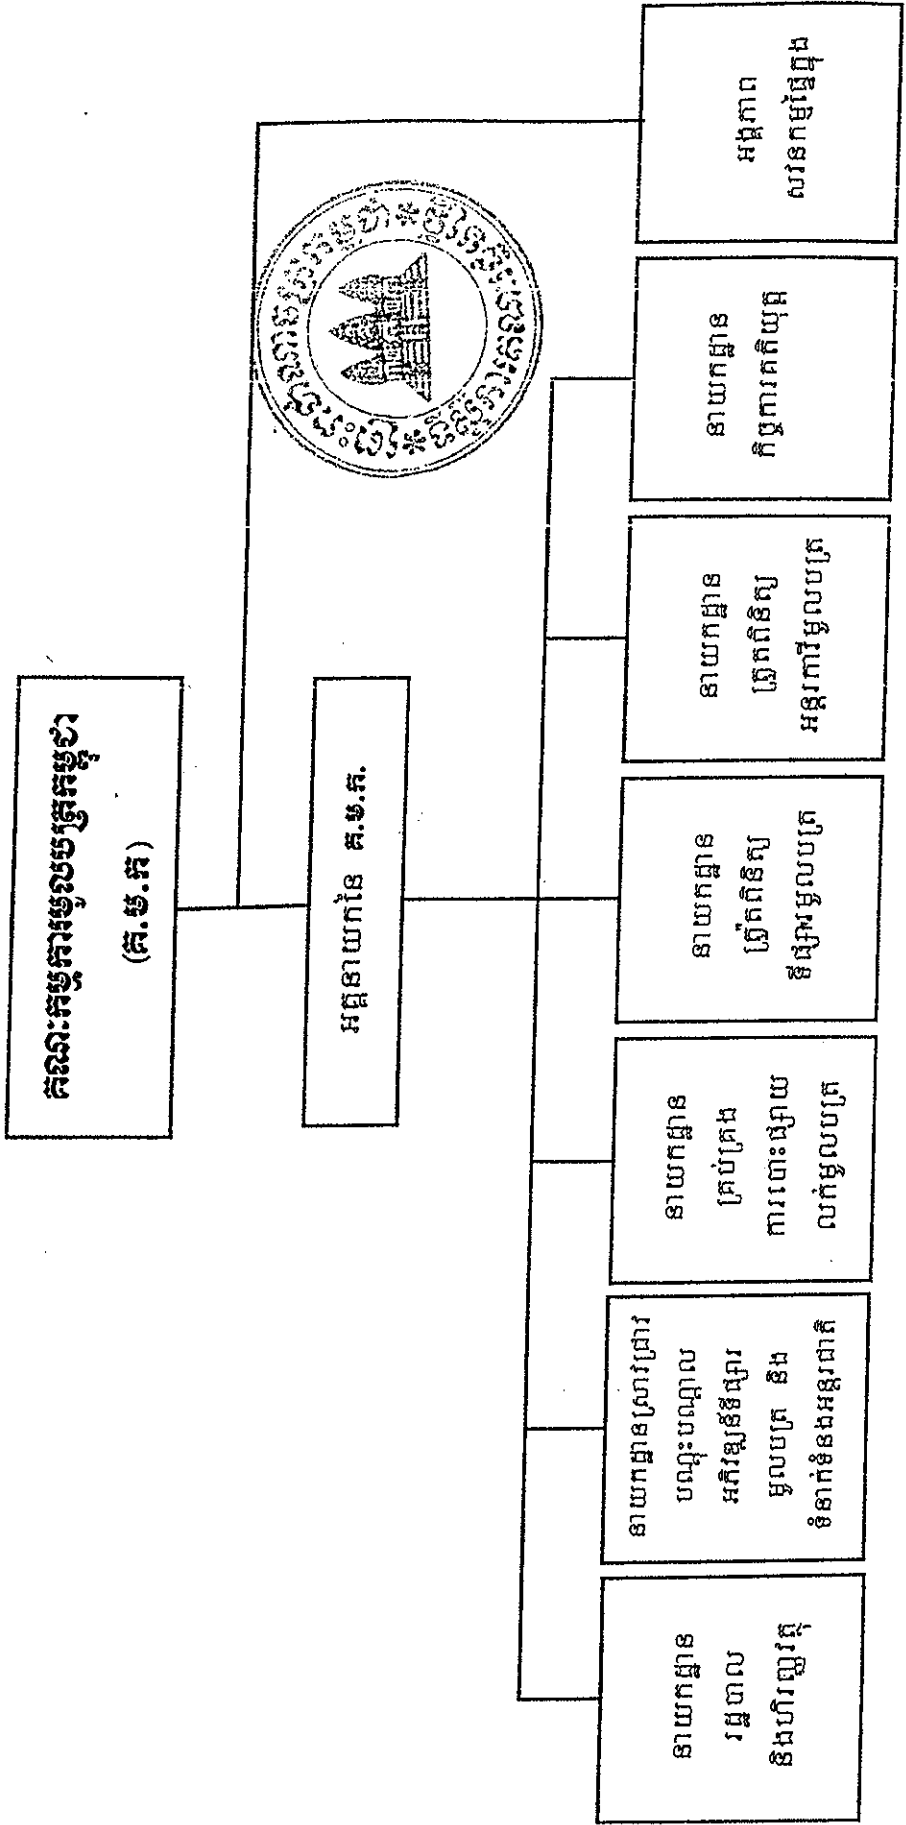 គណៈកម្មការមូលបត្រកម្ពុជា
(គ.ម.ក)
អគ្គនាយកនៃ គ.ម.ក.
នាយកដ្ឋាន
រដ្ឋបាល
និងហិរញ្ញវត្ថុ
នាយកដ្ឋានស្រាវជ្រាវ
បណ្តុះបណ្តាល
អភិវឌ្ឍន៍ទីផ្សារ
មូលបត្រ និង
ទំនាក់ទំនងអន្តរជាតិ
នាយកដ្ឋាន
គ្រប់គ្រង
ការបោះផ្សាយ
លក់មូលបត្រ
នាយកដ្ឋាន
ត្រួតពិនិត្យ
ទីផ្សារមូលបត្រ
នាយកដ្ឋាន
ត្រួតពិនិត្យ
អន្តរការីមូលបត្រ
នាយកដ្ឋាន
កិច្ចការគតិយុត្ត
អង្គភាព
សវនកម្មផ្ទៃក្នុង